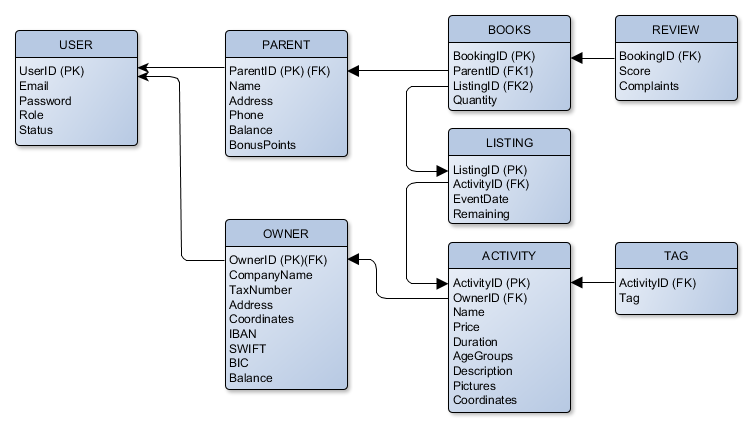 USER
UserID (PK)
Email
Password
Role
Status
PARENT
ParentID (PK) (FK)
Name
Address
Phone
Balance
BonusPoints
OWNER
OwnerID (PK)(FK)
CompanyName
TaxNumber
Address
Coordinates
IBAN
SWIFT
BIC
Balance
BOOKS
BookingID (PK)
ParentID (FK1)
ListingID (FK2)
Quantity
LISTING
ListingID (PK)
ActivityID (FK)
EventDate
Remaining
ACTIVITY
ActivityID (PK)
OwnerID (FK)
Name
Price
Duration
AgeGroups
Description
Pictures
Coordinates
REVIEW
BookingID (FK)
Score
Complaints
TAG
ActivityID (FK)
Tag